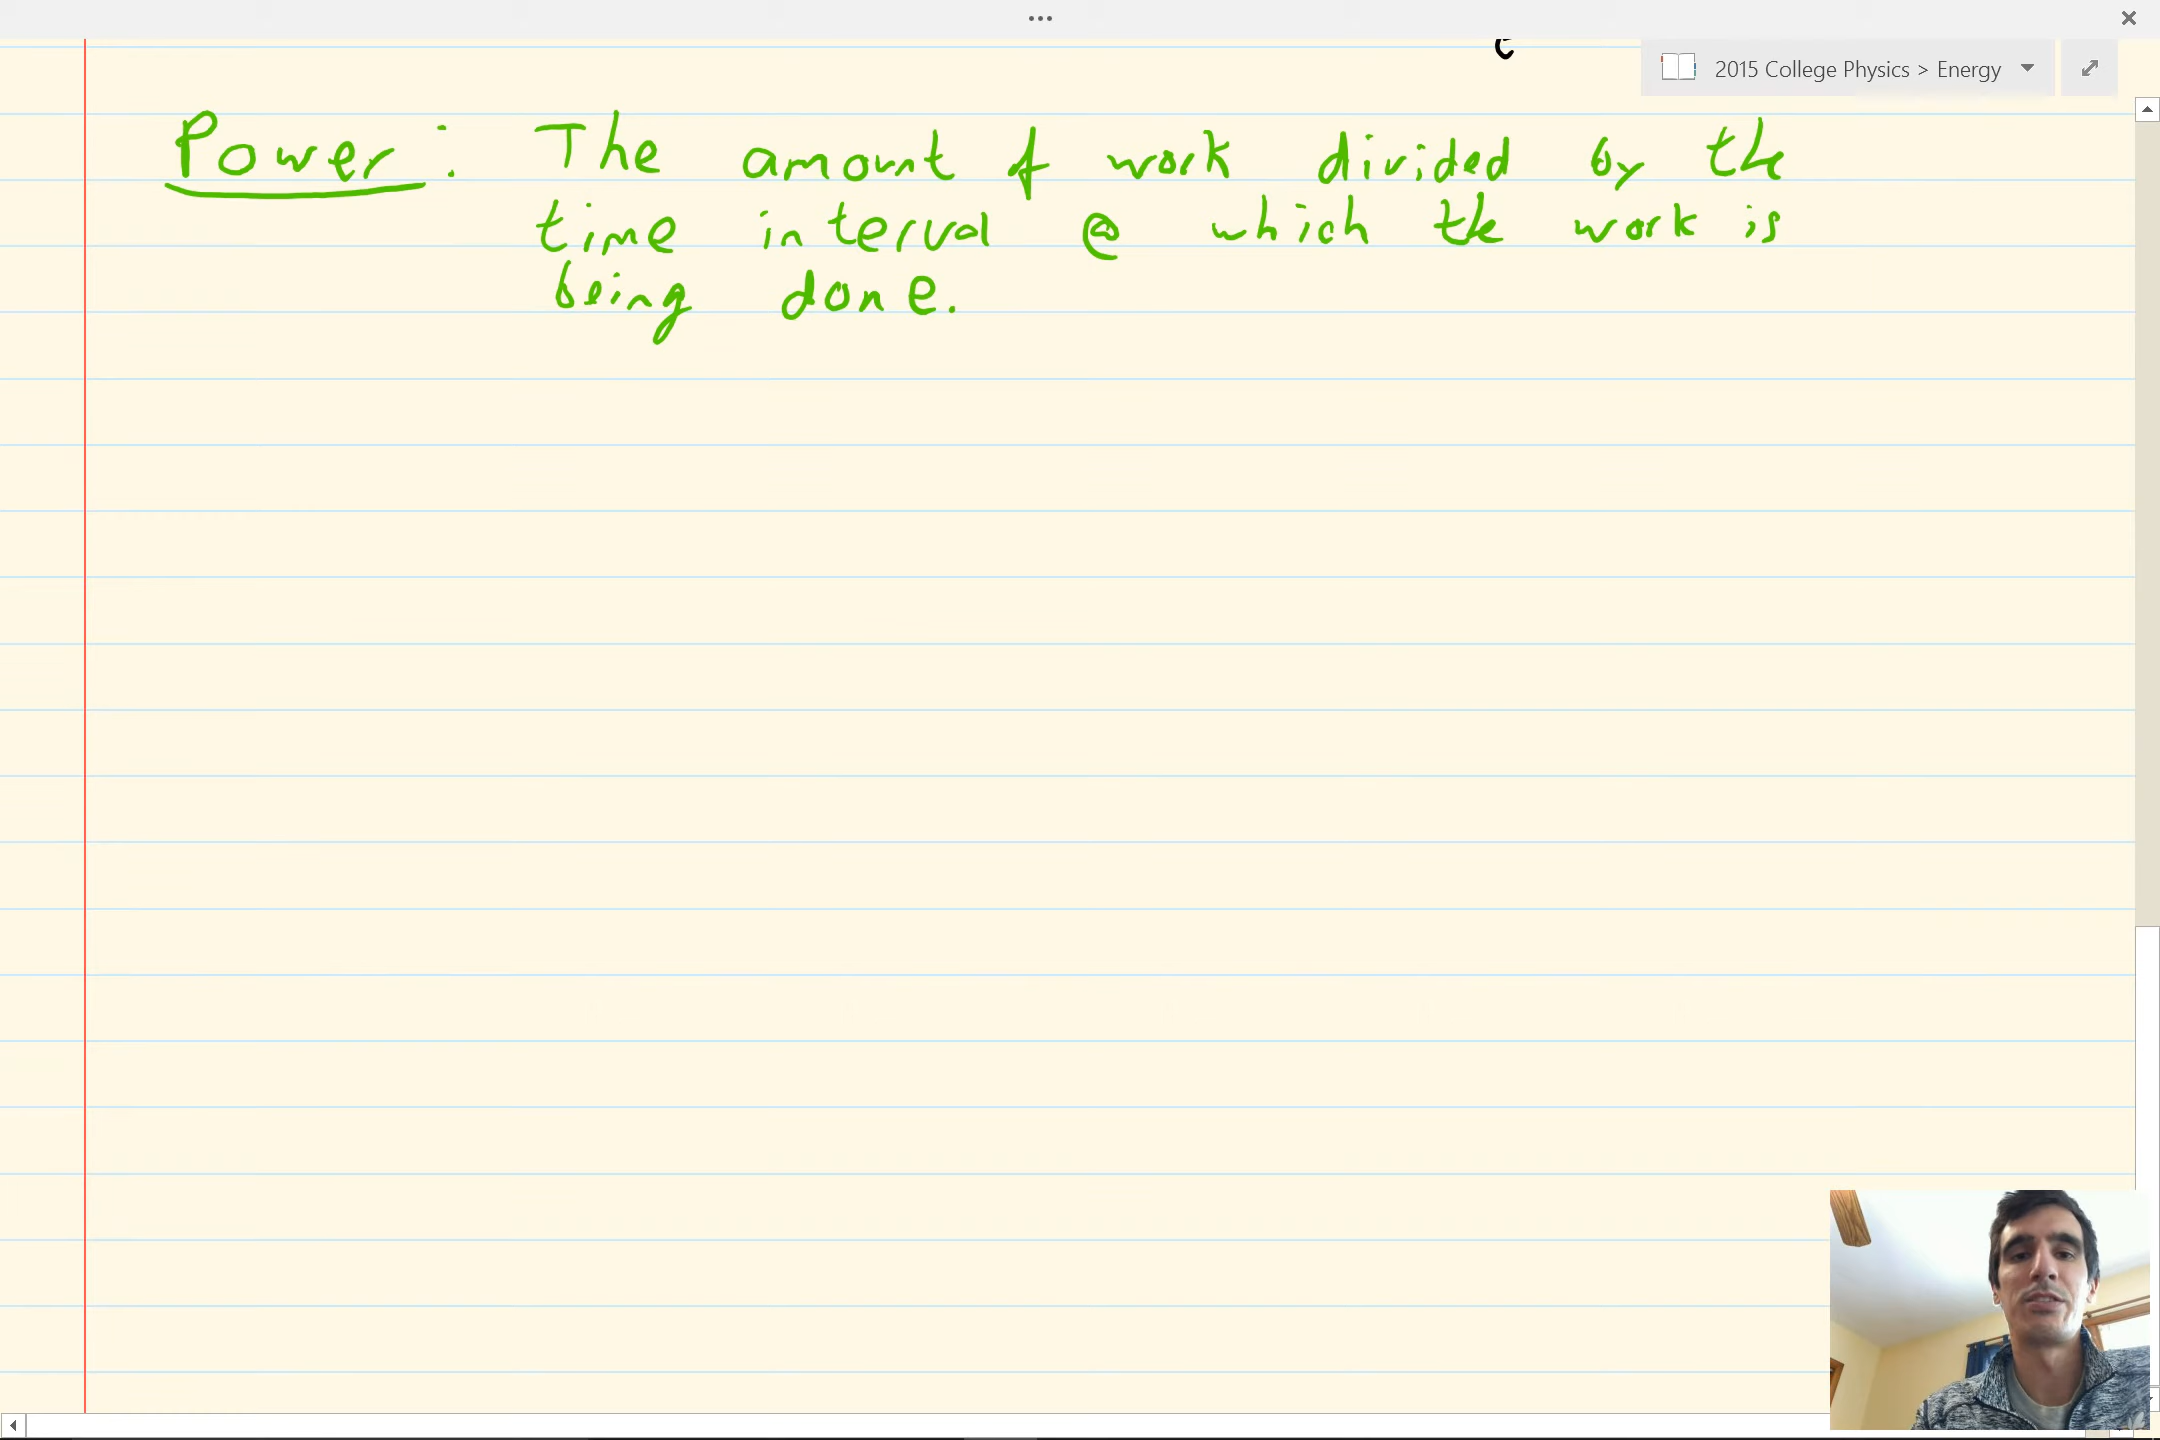 2015 College Physics > Energy
Power: The amount of work divided by the
time interval @ which the work is
being done.